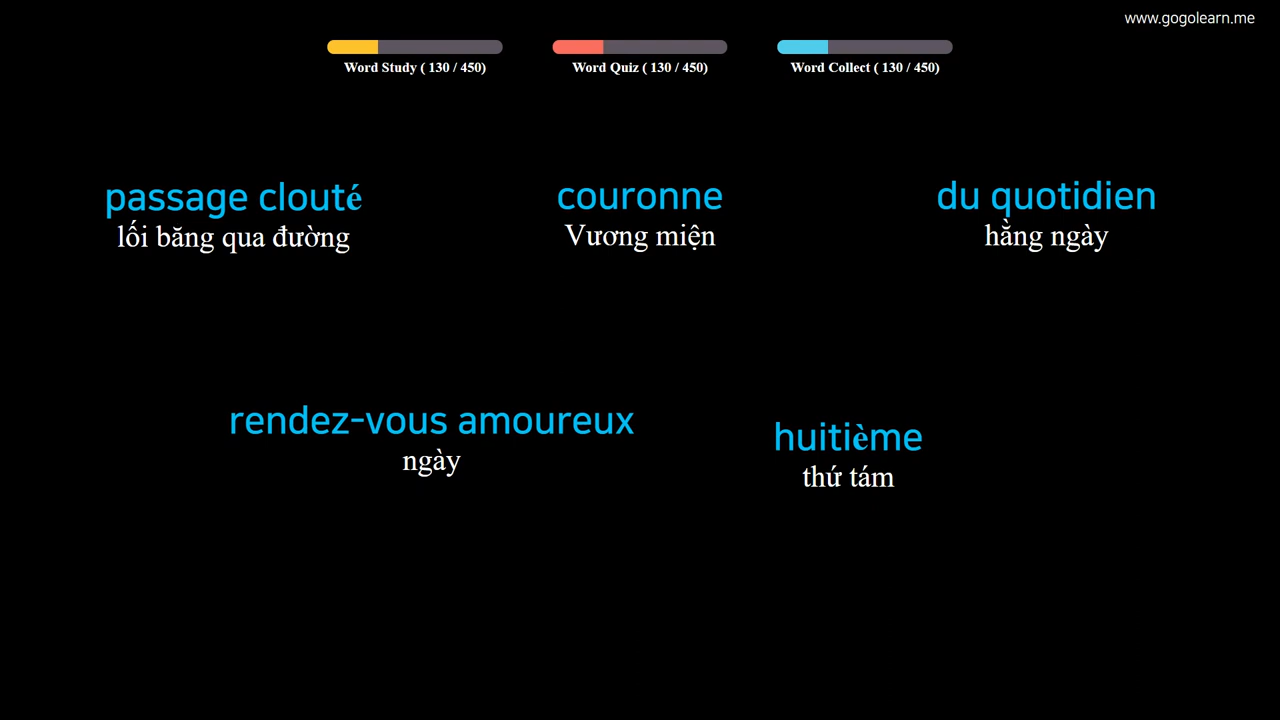 www.gogolearn.me
Word Study ( 130 / 450)
Word Quiz ( 130 / 450)
Word Collect ( 130 / 450)
passage clouté
lối băng qua đường
couronne
Vương miện
du quotidien
hằng ngày
rendez-vous amoureux
ngày
huitième
thứ tám